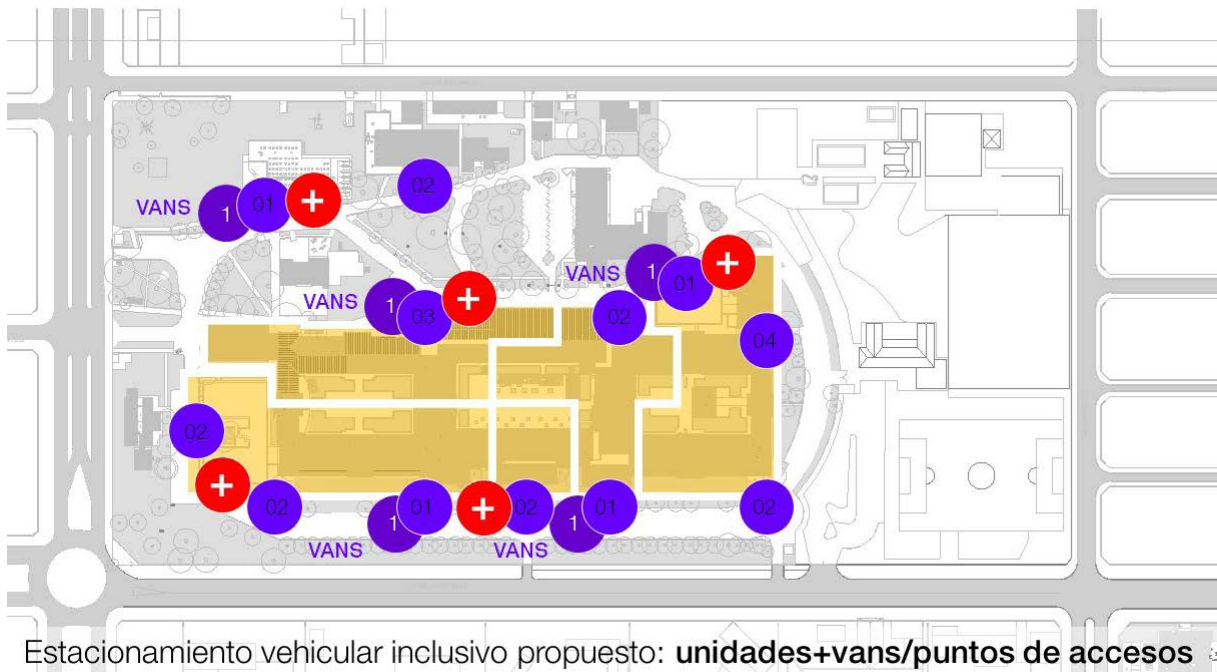 02
VANS 1 01 +
VANS 1 01 +
VANS 1 03 +
02
04
02
+
02
1 01 + 02 1 01
02
VANS VANS
Estacionamiento vehicular inclusivo propuesto: unidades+vans/puntos de accesos